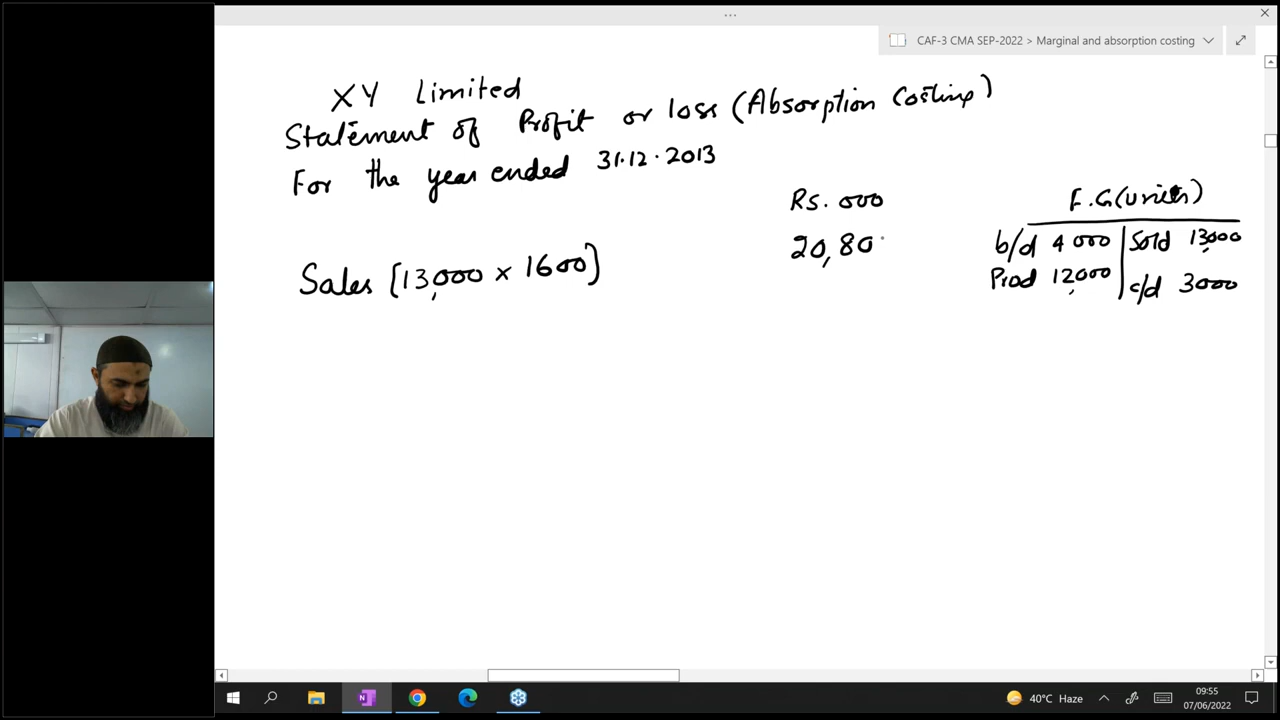 CAF-3 CMA SEP-2022 > Marginal and absorption costing
XY Limited
Statement of Profit or loss (Absorption Costing)
For the year ended 31.12.2013
Rs. 000
F.G (Units)
Sales [13,000 × 1600]
20,80
b/d 4 000 Sold 13,000
Prod 12,000 c/d 3000
40°C Haze
09:55
07/06/2022